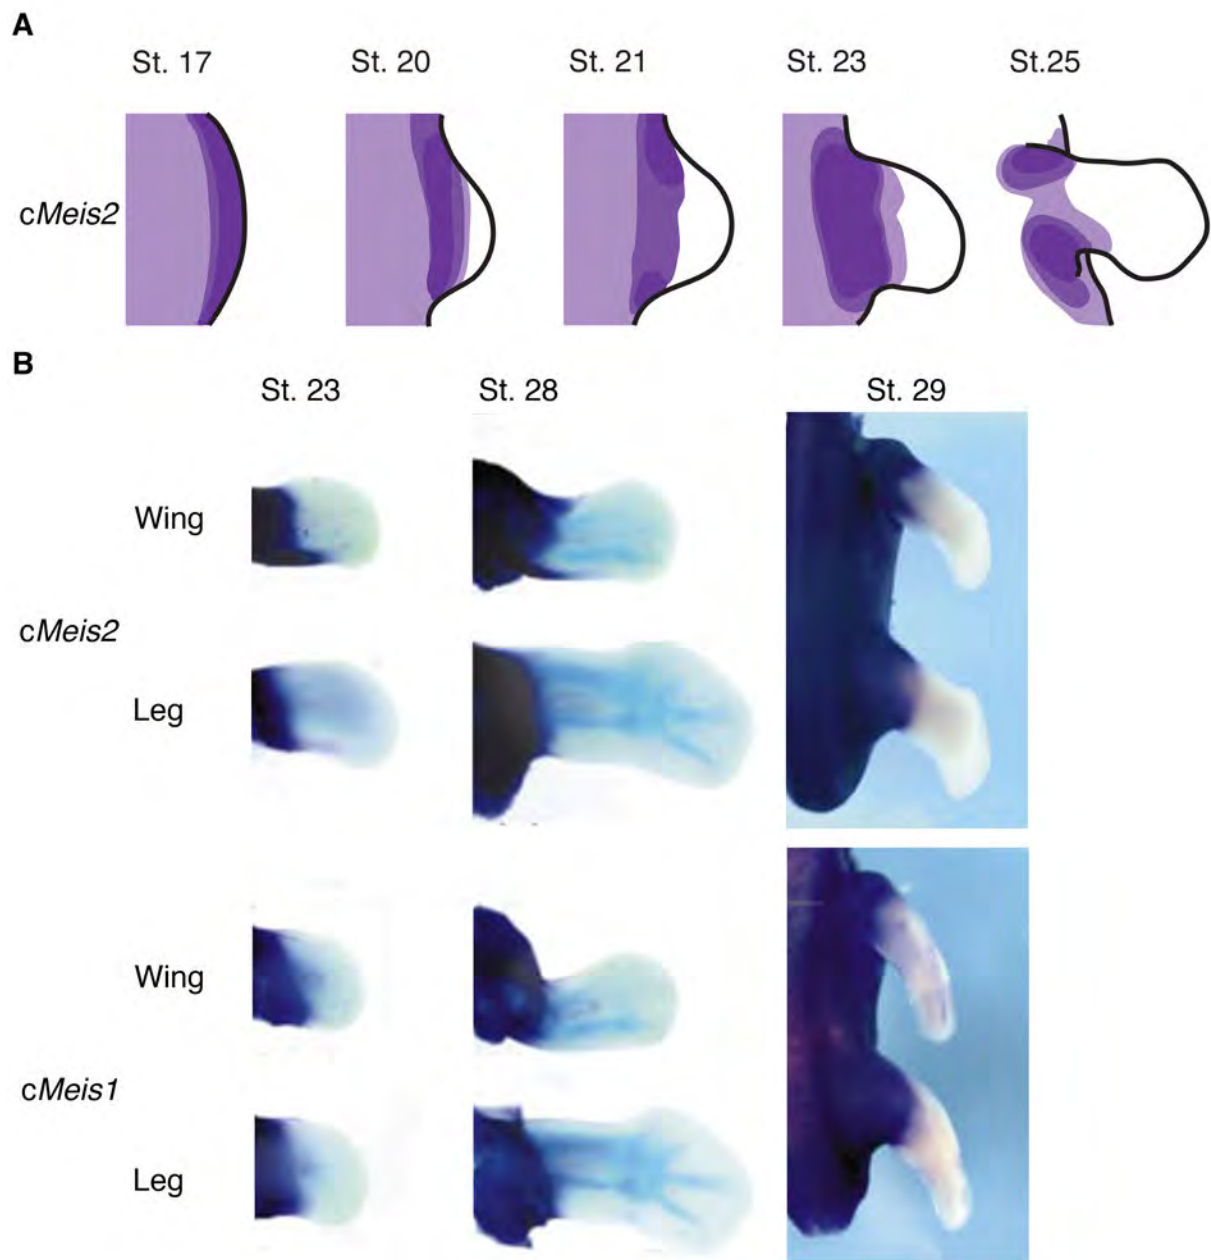 A
St. 17
St. 20
St. 21
St. 23
St.25
cMeis2
B
St. 23
St. 28
St. 29
Wing
cMeis2
Leg
Wing
cMeis1
Leg